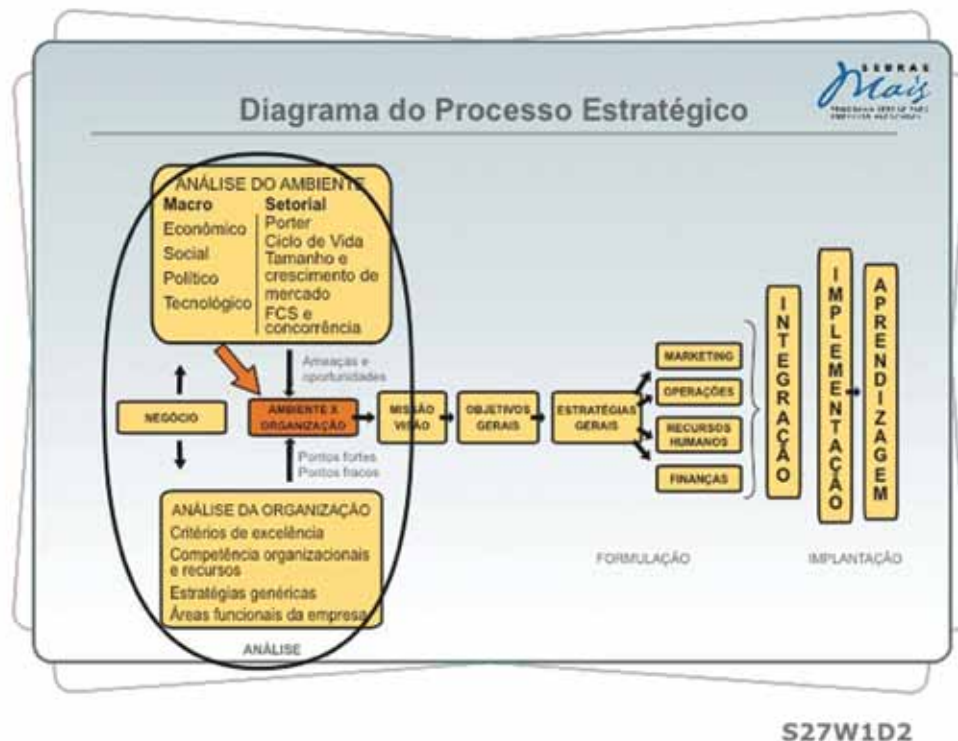 SEBRAE
Mais
Diagrama do Processo Estratégico
ANÁLISE DO AMBIENTE
Macro
Econômico
Social
Político
Tecnológico
Setorial
Porter
Ciclo de Vida
Tamanho e
crescimento de
mercado
FCS e
concorrência
Ameaças e
oportunidades
NEGÓCIO
AMBIENTE X
ORGANIZAÇÃO
MISSÃO
VISÃO
OBJETIVOS
GERAIS
ESTRATÉGIAS
GERAIS
MARKETING
OPERAÇÕES
RECURSOS
HUMANOS
FINANÇAS
INTEGRAÇÃO
IMPLEMENTAÇÃO
APRENDIZAGEM
Pontos fortes
Pontos fracos
ANÁLISE DA ORGANIZAÇÃO
Critérios de excelência
Competência organizacionais
e recursos
Estratégias genéricas
Áreas funcionais da empresa
ANÁLISE
FORMULAÇÃO
IMPLANTAÇÃO
S27W1D2